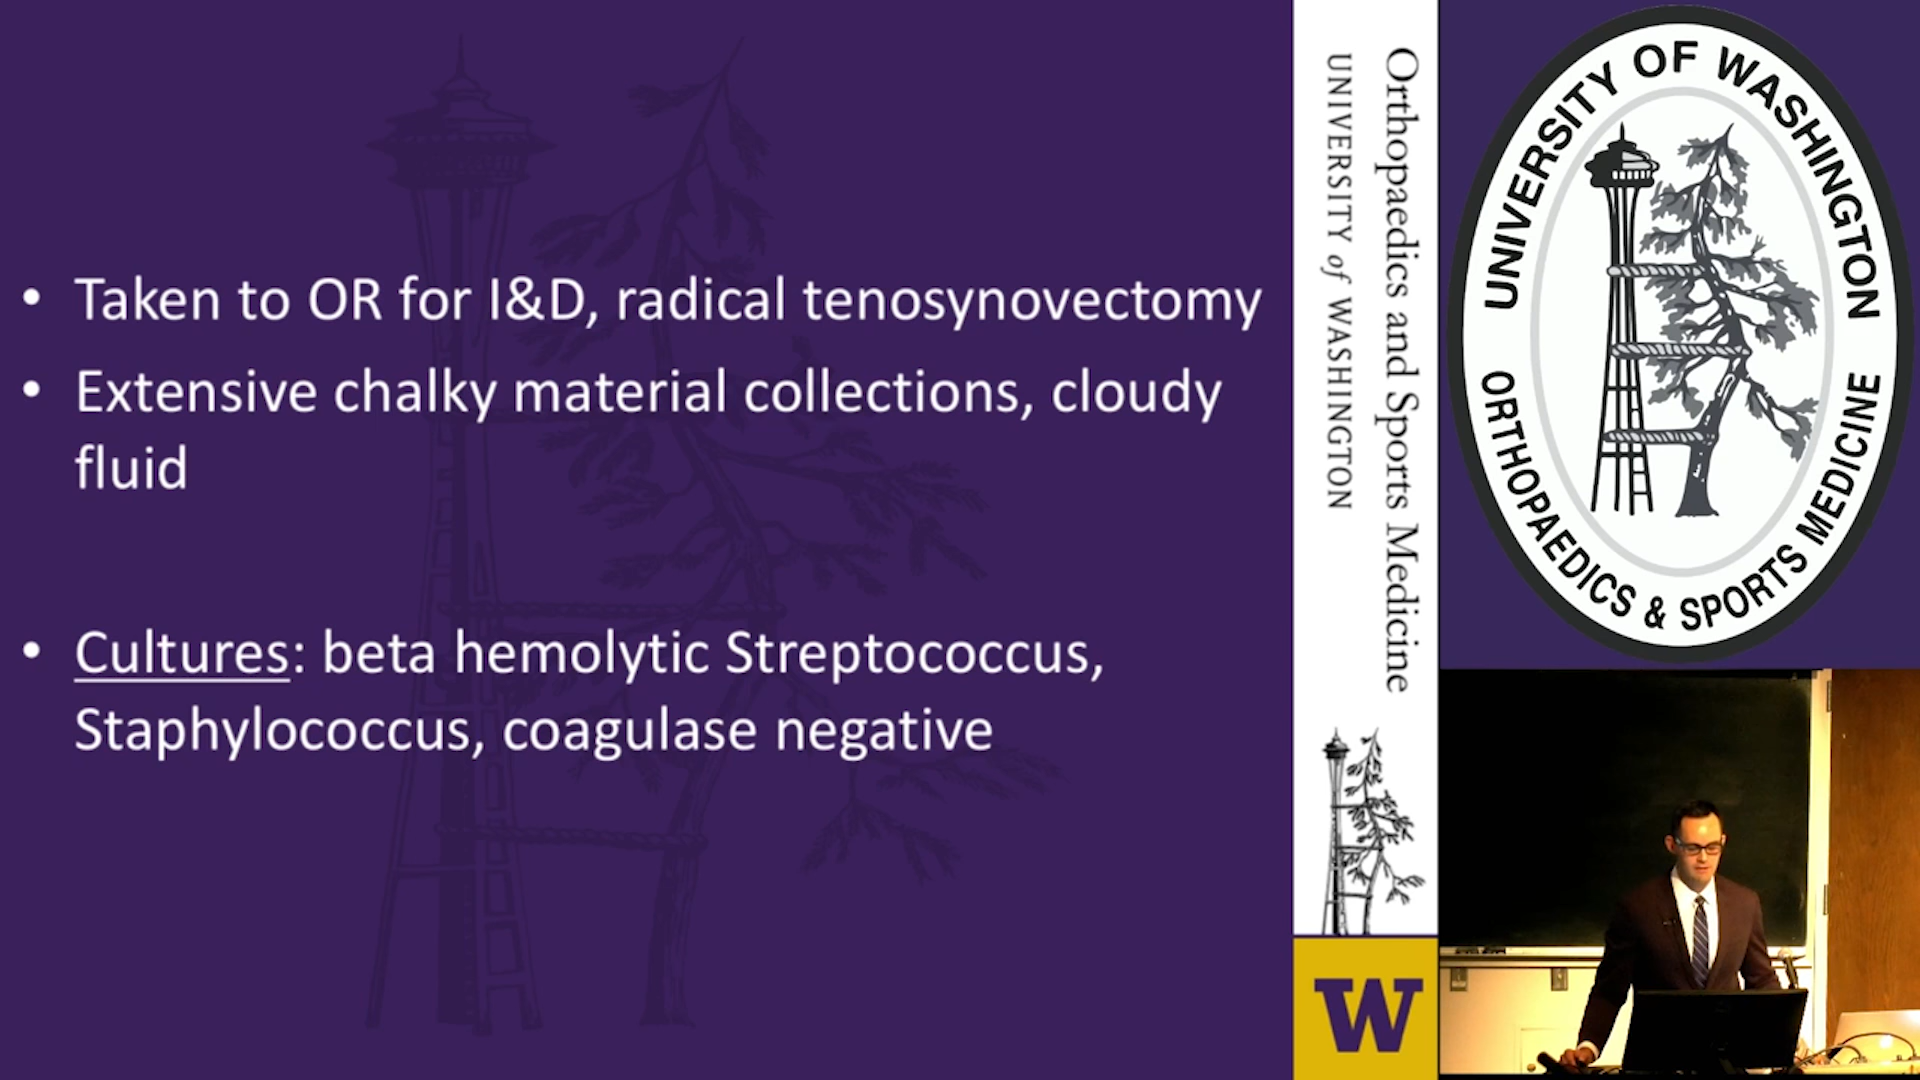 • Taken to OR for I&D, radical tenosynovectomy
• Extensive chalky material collections, cloudy
fluid
• Cultures: beta hemolytic Streptococcus,
Staphylococcus, coagulase negative
Orthopaedics and Sports Medicine
UNIVERSITY of WASHINGTON
W
UNIVERSITY OF WASHINGTON
ORTHOPAEDICS & SPORTS MEDICINE